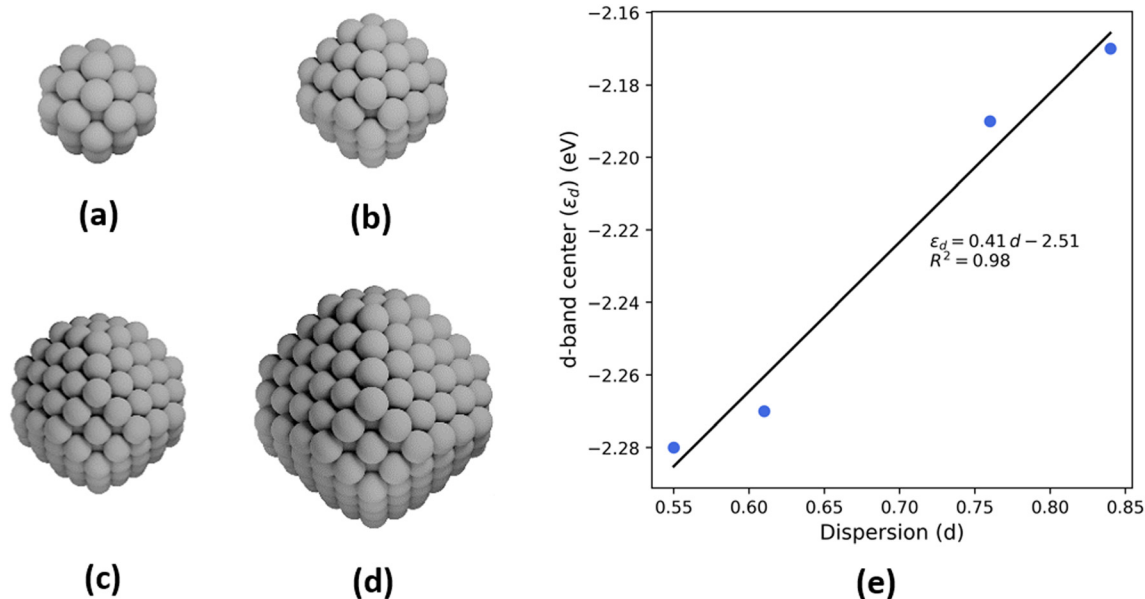 (a)
(b)
(c)
(d)
d-band center (ε_d) (eV)
−2.16
−2.18
−2.20
−2.22
−2.24
−2.26
−2.28
ε_d = 0.41 d − 2.51
R² = 0.98
0.55 0.60 0.65 0.70 0.75 0.80 0.85
Dispersion (d)
(e)